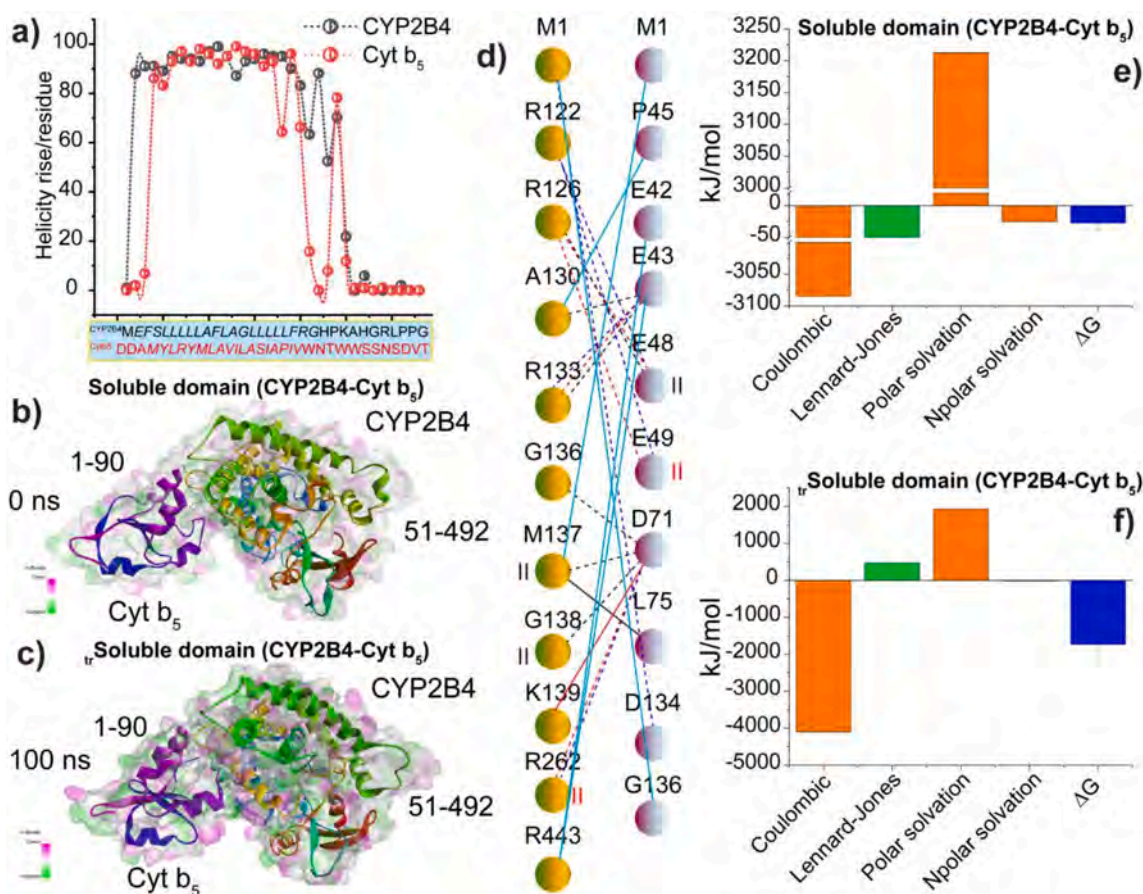 a)
100
80
60
40
20
0
Helicity rise/residue
CYP2B4
Cyt b5
CYP2B4 MEFSLLLLLAFLAGLLLLLFRGHPKAHGRLPPG
Cytb5 DDAMYLRYMLAVILASIAPIVWNTWWSSNSDVT
Soluble domain (CYP2B4-Cyt b5)
b)
CYP2B4
1-90
0 ns
51-492
Cyt b5
c)
trSoluble domain (CYP2B4-Cyt b5)
CYP2B4
1-90
100 ns
51-492
Cyt b5
d)
M1 M1
R122 P45
R126 E42
A130 E43
R133 E48
II
G136 E49
II
M137 D71
II
G138 L75
II
K139 D134
R262 G136
II
R443
Soluble domain (CYP2B4-Cyt b5)
e)
3250
3200
3150
3100
3050
3000
0
-50
-3050
-3100
kJ/mol
Coulombic
Lennard-Jones
Polar solvation
Npolar solvation
ΔG
trSoluble domain (CYP2B4-Cyt b5)
f)
2000
1000
0
-1000
-2000
-3000
-4000
-5000
kJ/mol
Coulombic
Lennard-Jones
Polar solvation
Npolar solvation
ΔG